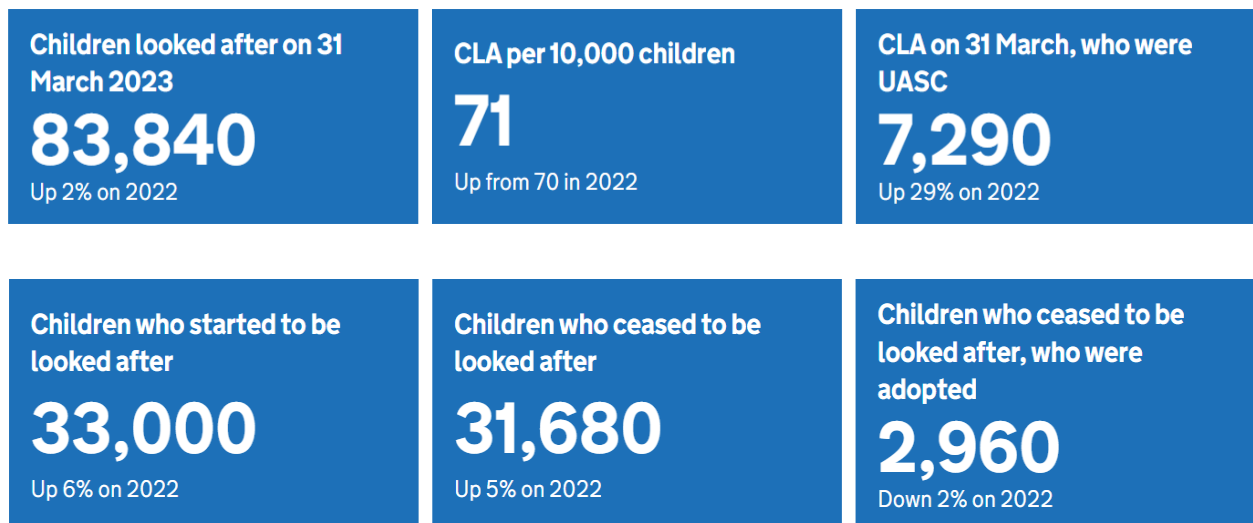 Children looked after on 31
March 2023
83,840
Up 2% on 2022
CLA per 10,000 children
71
Up from 70 in 2022
CLA on 31 March, who were
UASC
7,290
Up 29% on 2022
Children who started to be
looked after
33,000
Up 6% on 2022
Children who ceased to be
looked after
31,680
Up 5% on 2022
Children who ceased to be
looked after, who were
adopted
2,960
Down 2% on 2022